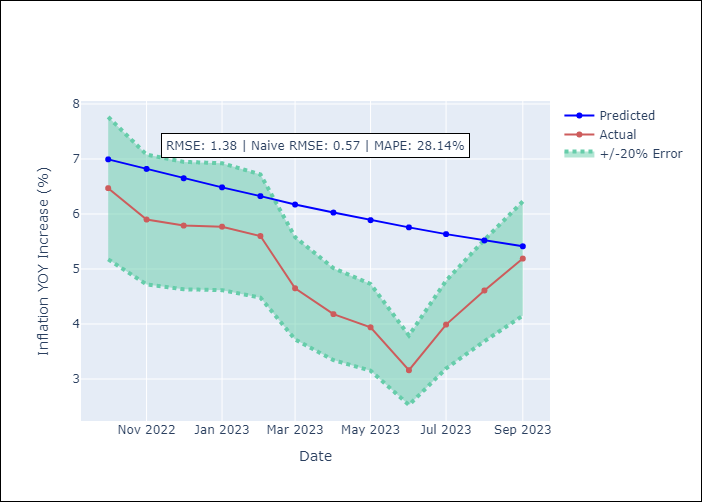 RMSE: 1.38 | Naive RMSE: 0.57 | MAPE: 28.14%
Predicted
Actual
+/-20% Error
Inflation YOY Increase (%)
8
7
6
5
4
3
Nov 2022 Jan 2023 Mar 2023 May 2023 Jul 2023 Sep 2023
Date